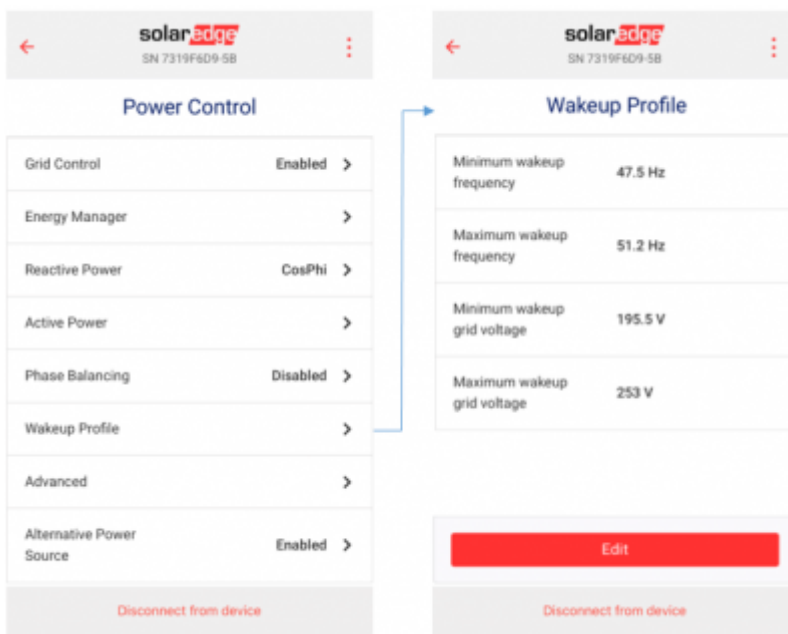 solaredge
SN 7319F6D9-5B
Power Control
Grid Control Enabled
Energy Manager
Reactive Power CosPhi
Active Power
Phase Balancing Disabled
Wakeup Profile
Advanced
Alternative Power
Source Enabled
Disconnect from device
solaredge
SN 7319F6D9-5B
Wakeup Profile
Minimum wakeup
frequency 47.5 Hz
Maximum wakeup
frequency 51.2 Hz
Minimum wakeup
grid voltage 195.5 V
Maximum wakeup
grid voltage 253 V
Edit
Disconnect from device